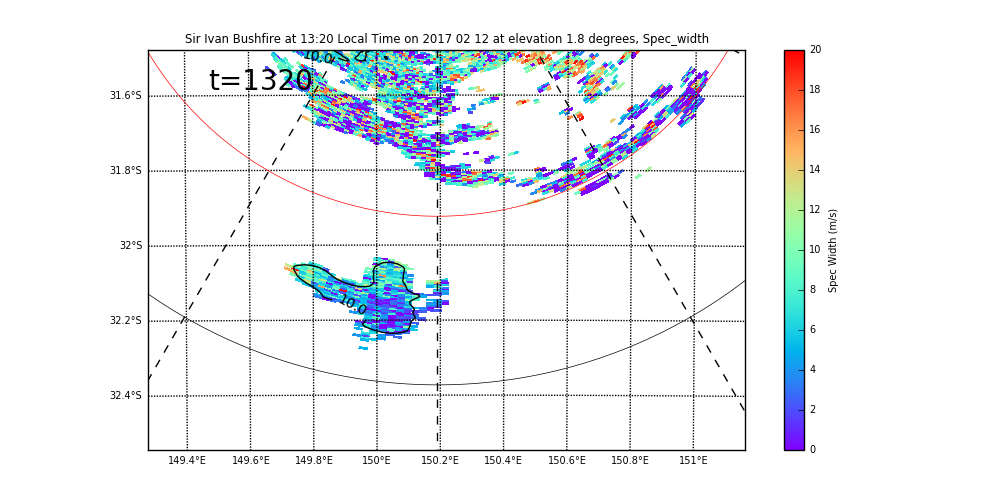 Sir Ivan Bushfire at 13:20 Local Time on 2017 02 12 at elevation 1.8 degrees, Spec_width
t=1320
10.0
31.6°S
31.8°S
32°S
32.2°S
32.4°S
10.0
149.4°E 149.6°E 149.8°E 150°E 150.2°E 150.4°E 150.6°E 150.8°E 151°E
20
18
16
14
12
10
8
6
4
2
0
Spec Width (m/s)